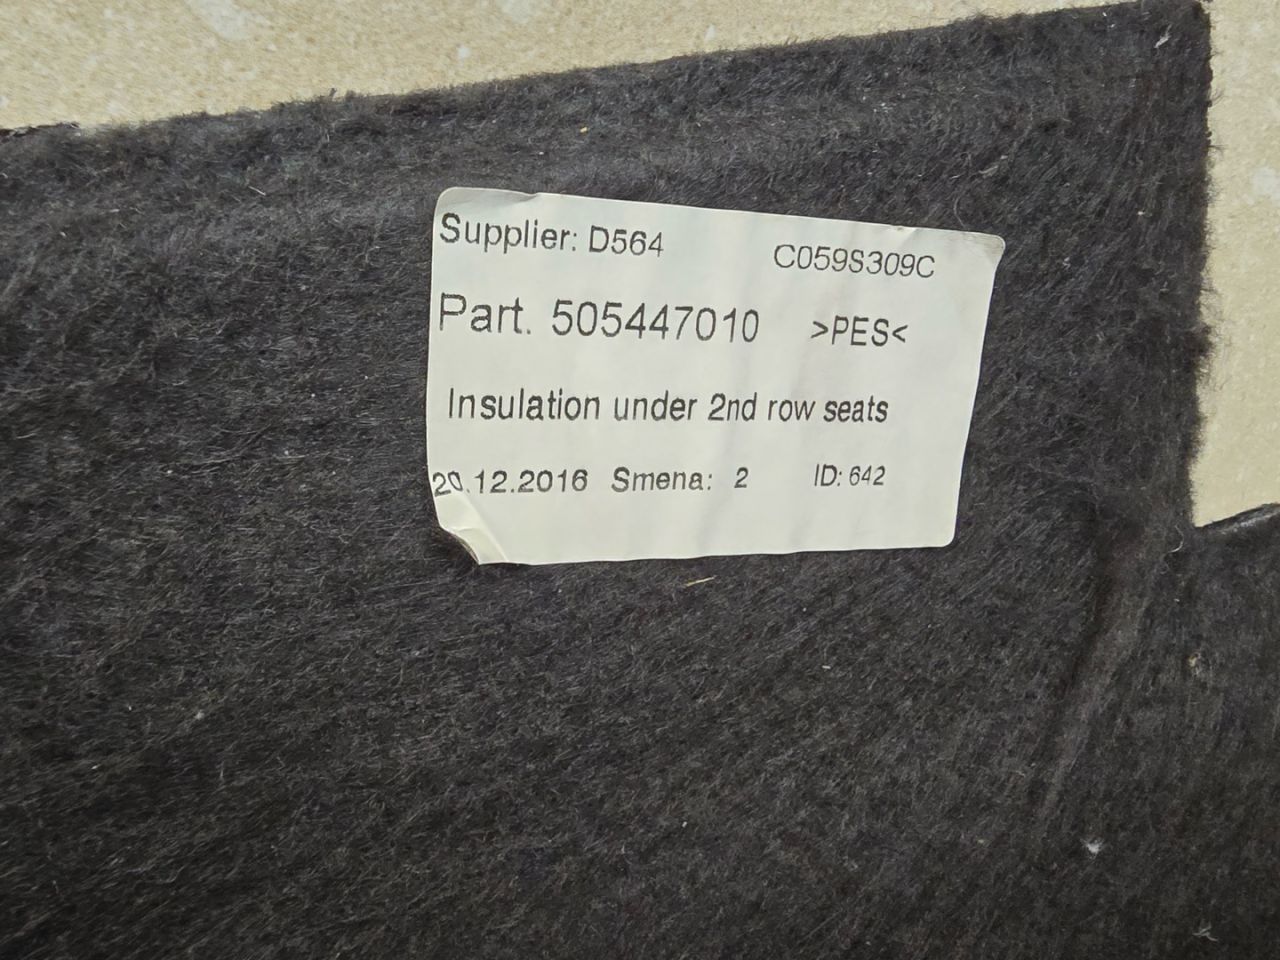 Supplier: D564 C059S309C
Part. 505447010 >PES<
Insulation under 2nd row seats
20.12.2016 Smena: 2 ID: 642